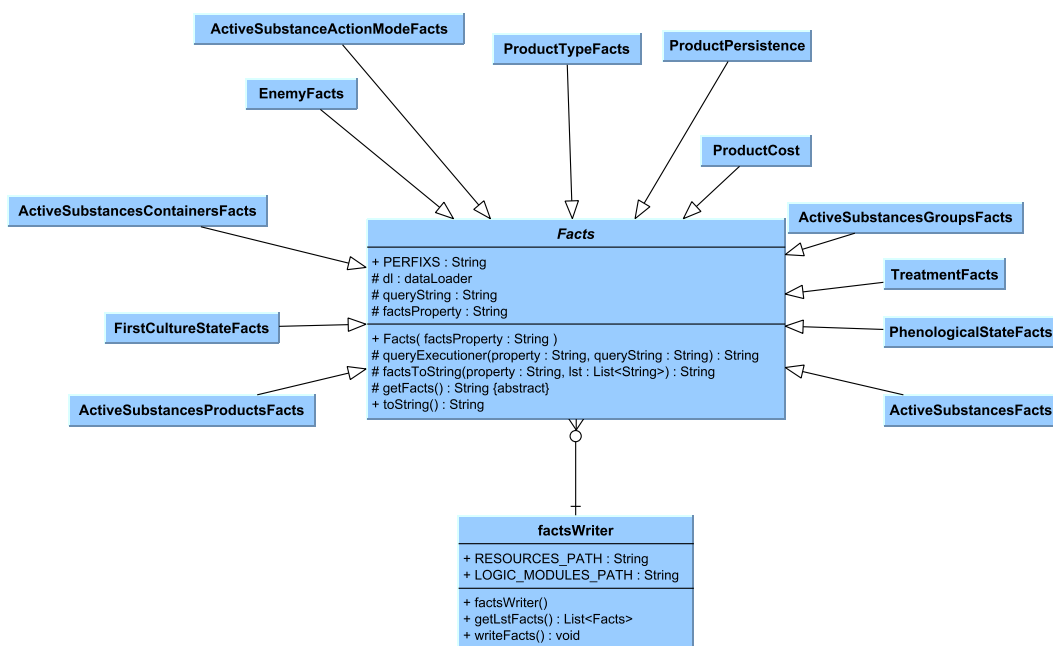 ActiveSubstanceActionModeFacts
ProductTypeFacts
ProductPersistence
EnemyFacts
ProductCost
ActiveSubstancesContainersFacts
ActiveSubstancesGroupsFacts
Facts
+ PERFIXS : String
# dl : dataLoader
# queryString : String
# factsProperty : String
TreatmentFacts
FirstCultureStateFacts
PhenologicalStateFacts
+ Facts( factsProperty : String )
# queryExecutioner(property : String, queryString : String) : String
# factsToString(property : String, lst : List<String>) : String
# getFacts() : String {abstract}
+ toString() : String
ActiveSubstancesProductsFacts
ActiveSubstancesFacts
factsWriter
+ RESOURCES_PATH : String
+ LOGIC_MODULES_PATH : String
+ factsWriter()
+ getLstFacts() : List<Facts>
+ writeFacts() : void